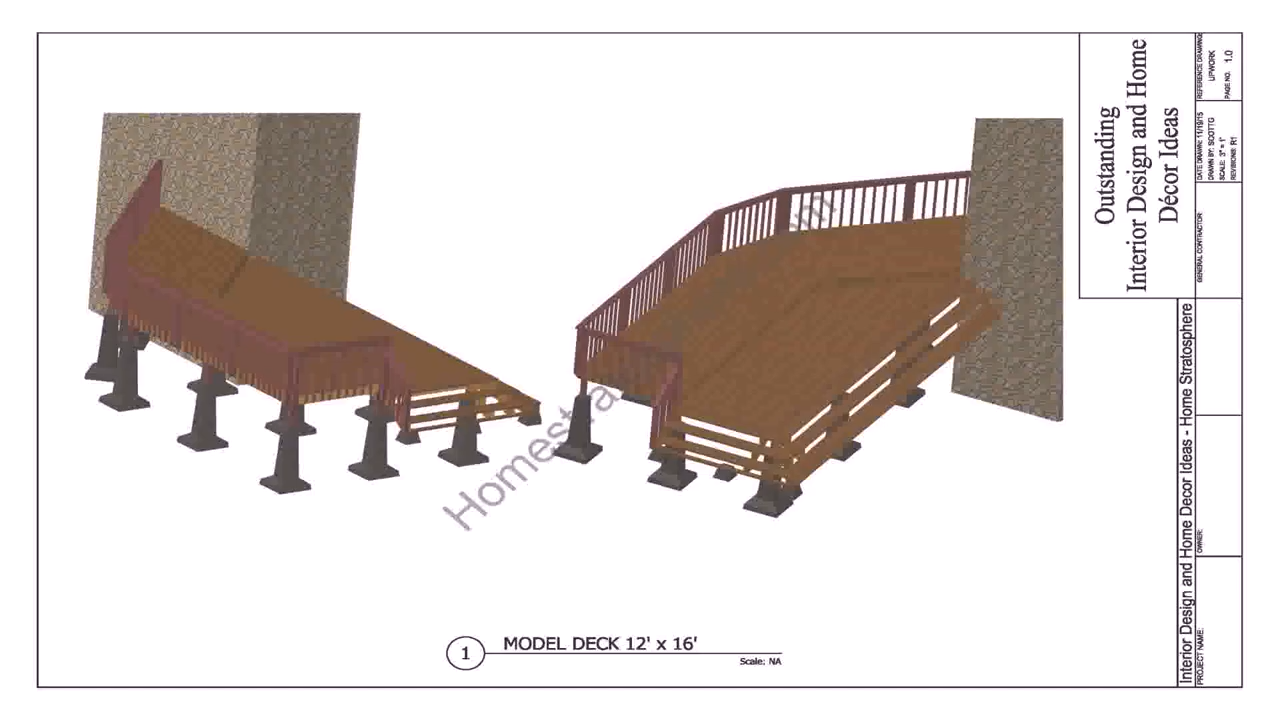 Outstanding
Interior Design and Home
Décor Ideas
REFERENCE DRAWING:
UPWORK
PAGE NO. 1.0
DATE DRAWN: 11/19/15
DRAWN BY: SCOTTG
SCALE: 3" = 1"
REVISIONS: R1
GENERAL CONTRACTOR:
Interior Design and Home Decor Ideas - Home Stratosphere
OWNER:
PROJECT NAME:
1
MODEL DECK 12' x 16'
Scale: NA